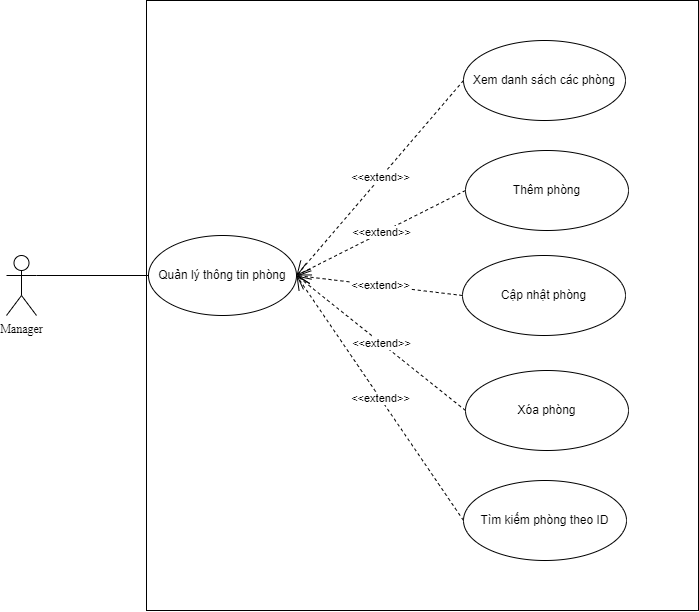 Xem danh sách các phòng
<<extend>>
Thêm phòng
<<extend>>
Quản lý thông tin phòng
<<extend>>
Cập nhật phòng
Manager
<<extend>>
Xóa phòng
<<extend>>
Tìm kiếm phòng theo ID